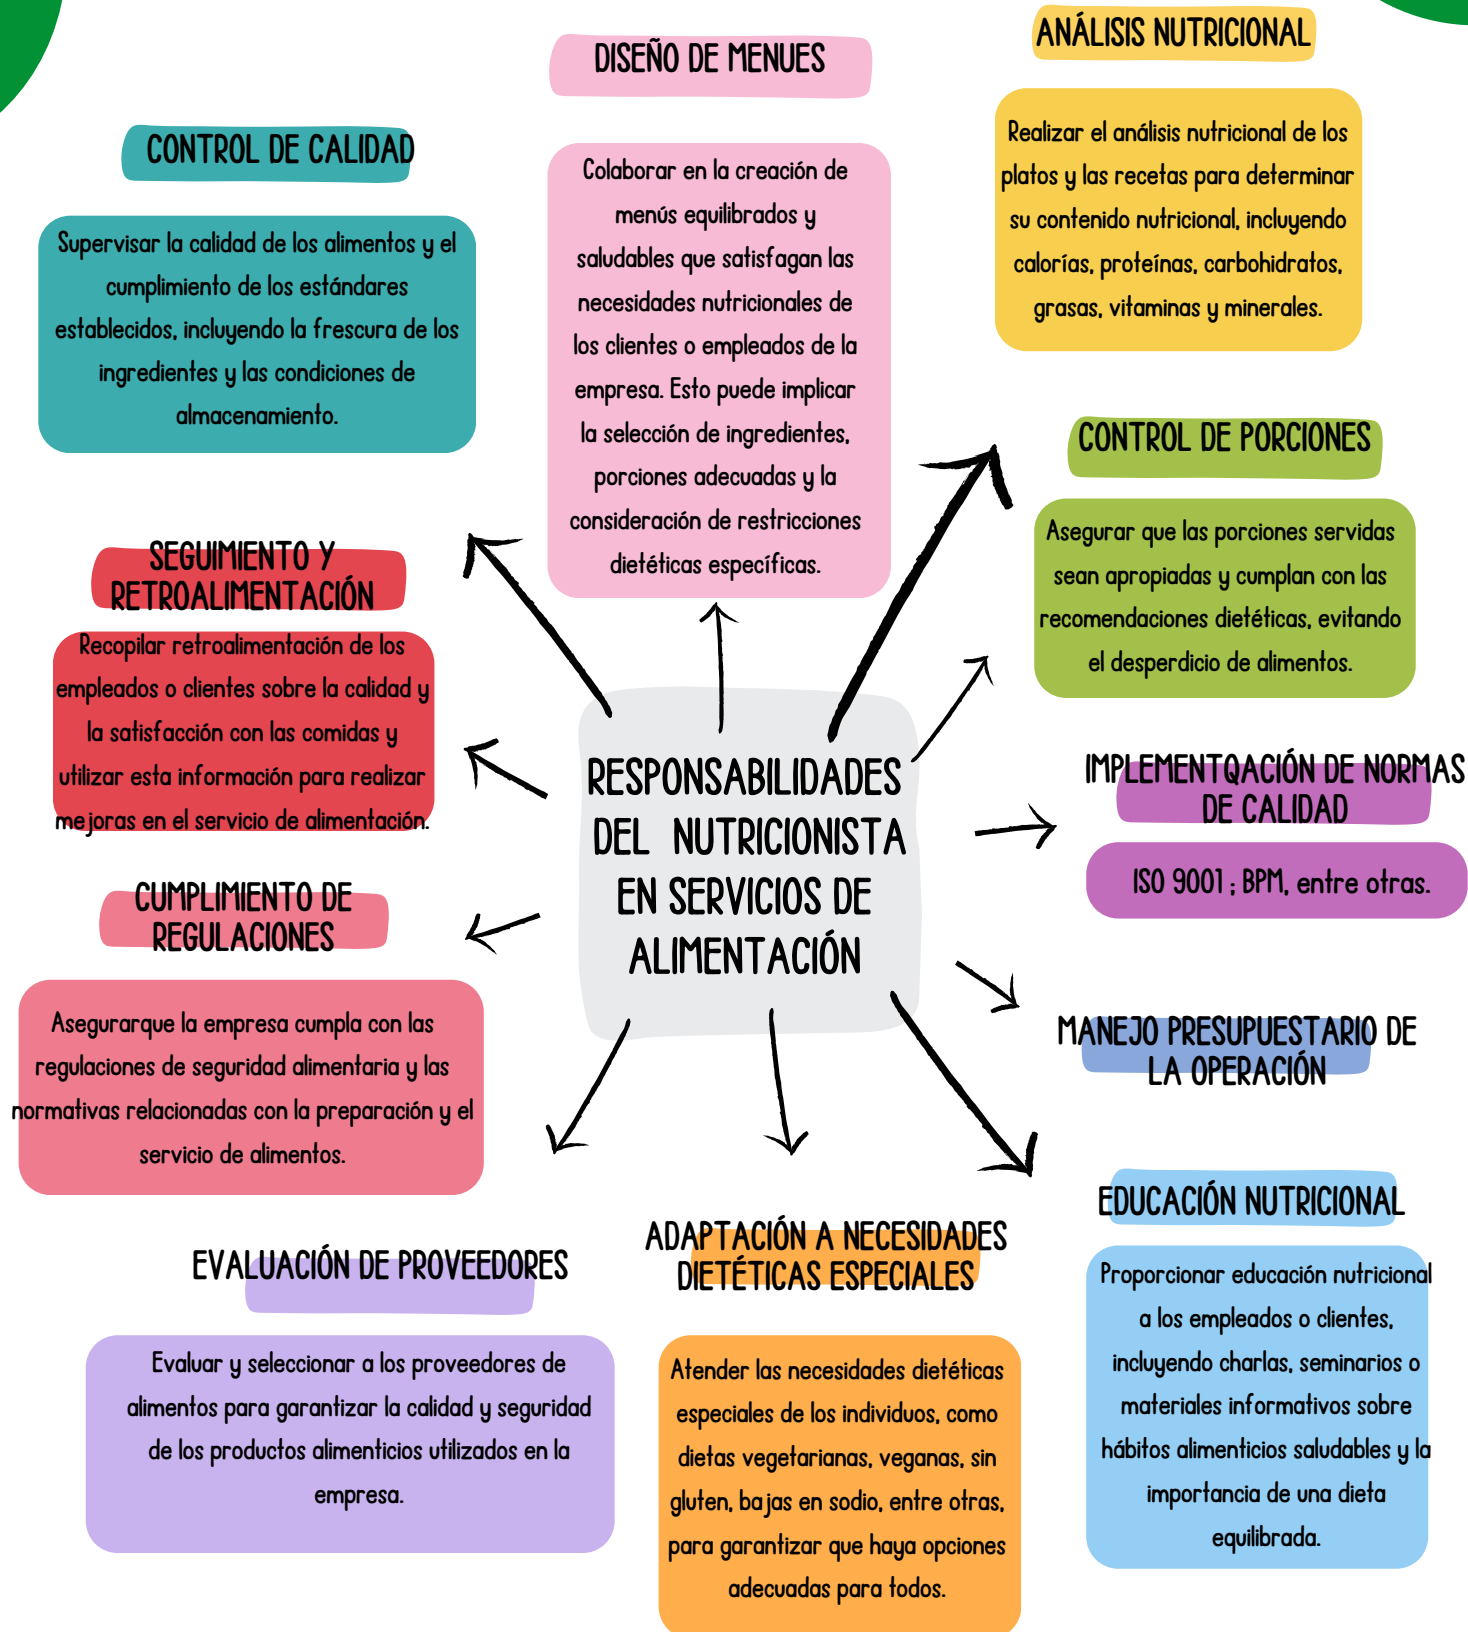 ANÁLISIS NUTRICIONAL
Realizar el análisis nutricional de los
platos y las recetas para determinar
su contenido nutricional, incluyendo
calorías, proteínas, carbohidratos,
grasas, vitaminas y minerales.
DISEÑO DE MENUES
Colaborar en la creación de
menús equilibrados y
saludables que satisfagan las
necesidades nutricionales de
los clientes o empleados de la
empresa. Esto puede implicar
la selección de ingredientes,
porciones adecuadas y la
consideración de restricciones
dietéticas específicas.
CONTROL DE CALIDAD
Supervisar la calidad de los alimentos y el
cumplimiento de los estándares
establecidos, incluyendo la frescura de los
ingredientes y las condiciones de
almacenamiento.
CONTROL DE PORCIONES
Asegurar que las porciones servidas
sean apropiadas y cumplan con las
recomendaciones dietéticas, evitando
el desperdicio de alimentos.
SEGUIMIENTO Y
RETROALIMENTACIÓN
Recopilar retroalimentación de los
empleados o clientes sobre la calidad y
la satisfacción con las comidas y
utilizar esta información para realizar
mejoras en el servicio de alimentación.
RESPONSABILIDADES
DEL NUTRICIONISTA
EN SERVICIOS DE
ALIMENTACIÓN
IMPLEMENTQACIÓN DE NORMAS
DE CALIDAD
ISO 9001 ; BPM, entre otras.
CUMPLIMIENTO DE
REGULACIONES
Asegurarque la empresa cumpla con las
regulaciones de seguridad alimentaria y las
normativas relacionadas con la preparación y el
servicio de alimentos.
MANEJO PRESUPUESTARIO DE
LA OPERACIÓN
EDUCACIÓN NUTRICIONAL
Proporcionar educación nutricional
a los empleados o clientes,
incluyendo charlas, seminarios o
materiales informativos sobre
hábitos alimenticios saludables y la
importancia de una dieta
equilibrada.
EVALUACIÓN DE PROVEEDORES
Evaluar y seleccionar a los proveedores de
alimentos para garantizar la calidad y seguridad
de los productos alimenticios utilizados en la
empresa.
ADAPTACIÓN A NECESIDADES
DIETÉTICAS ESPECIALES
Atender las necesidades dietéticas
especiales de los individuos, como
dietas vegetarianas, veganas, sin
gluten, bajas en sodio, entre otras,
para garantizar que haya opciones
adecuadas para todos.